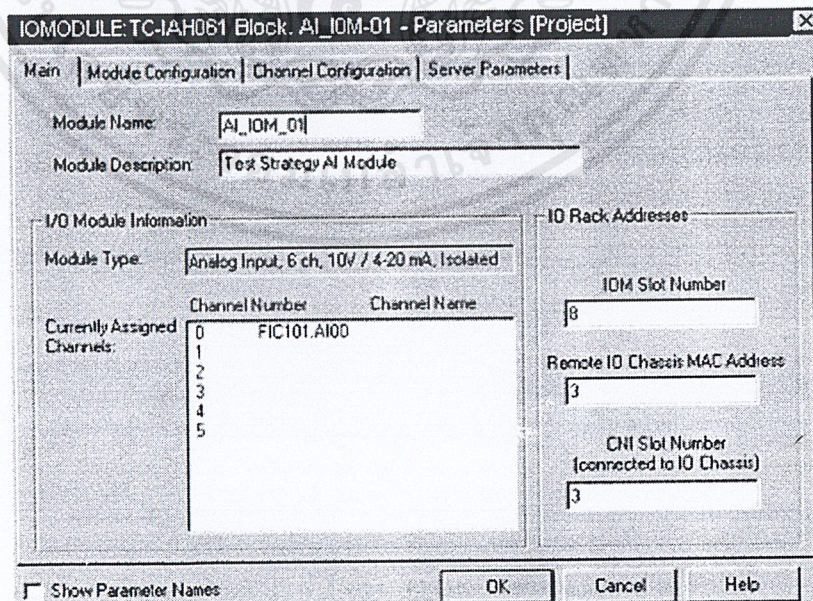 IOMODULE:TC-IAH061 Block. AI_IOM-01 - Parameters [Project]
Main Module Configuration Channel Configuration Server Parameters
Module Name: AI_IOM_01
Module Description: Test Strategy AI Module
I/O Module Information
Module Type: Analog Input, 6 ch, 10V / 4-20 mA, Isolated
Channel Number Channel Name
Currently Assigned Channels:
0 FIC101.AI00
1
2
3
4
5
IO Rack Addresses
IOM Slot Number
8
Remote IO Chassis MAC Address
3
CNI Slot Number
(connected to IO Chassis)
3
Show Parameter Names
OK Cancel Help